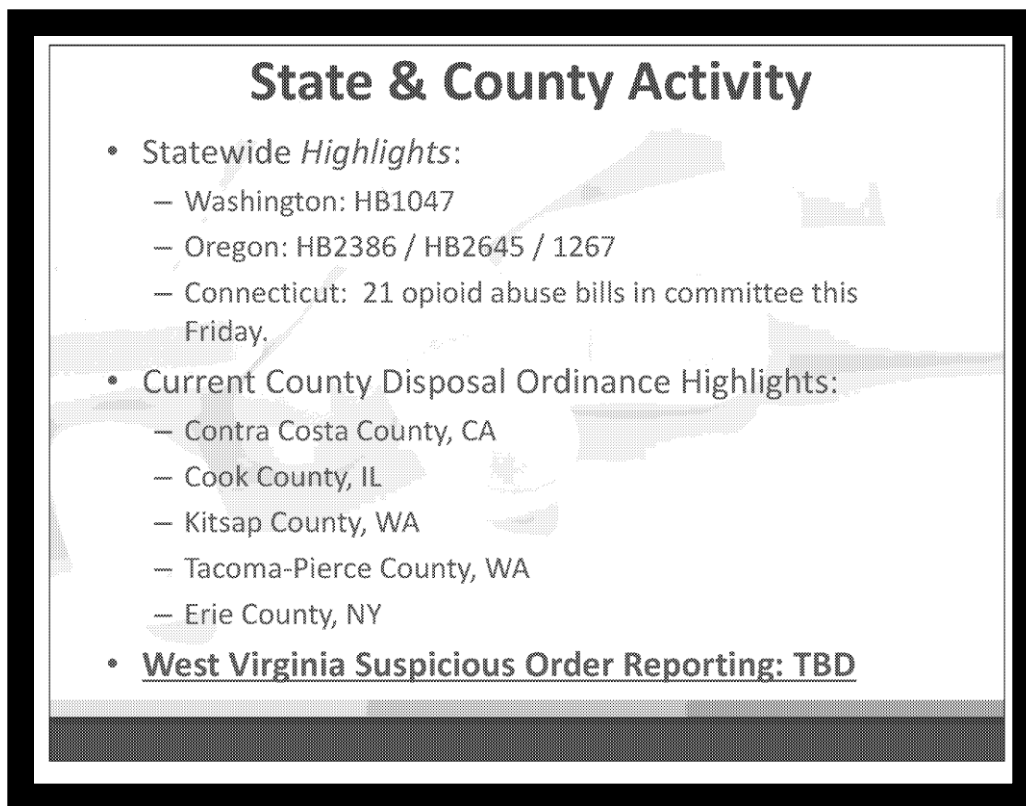 State & County Activity
• Statewide Highlights:
– Washington: HB1047
– Oregon: HB2386 / HB2645 / 1267
– Connecticut:  21 opioid abuse bills in committee this
Friday.
• Current County Disposal Ordinance Highlights:
– Contra Costa County, CA
– Cook County, IL
– Kitsap County, WA
– Tacoma-Pierce County, WA
– Erie County, NY
• West Virginia Suspicious Order Reporting: TBD